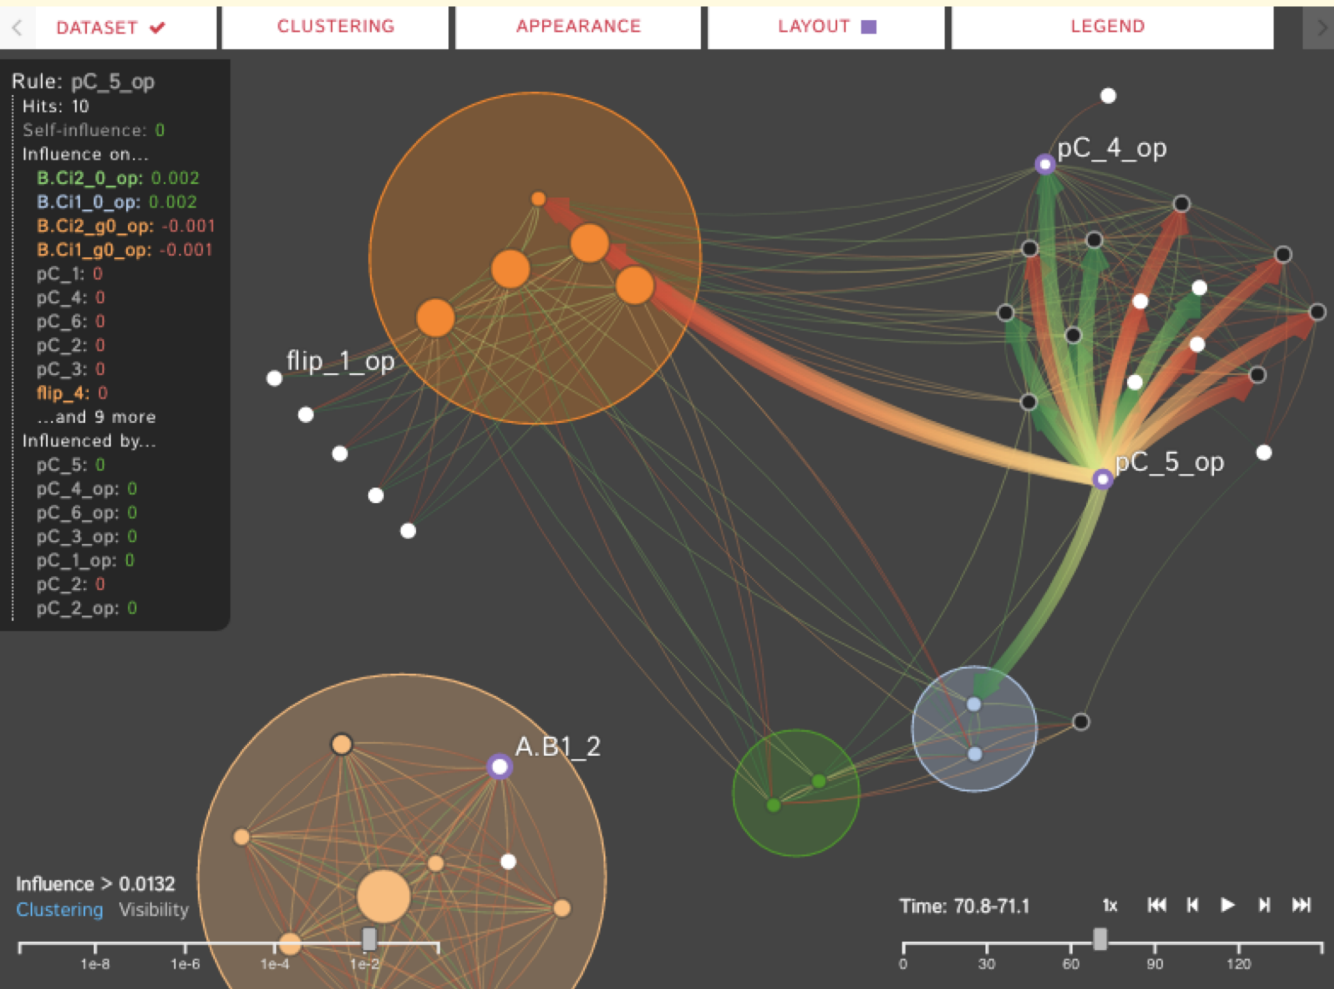 DATASET
CLUSTERING
APPEARANCE
LAYOUT
LEGEND
Rule: pC_5_op
Hits: 10
Self-influence: 0
Influence on...
B.Ci2_0_op: 0.002
B.Ci1_0_op: 0.002
B.Ci2_g0_op: -0.001
B.Ci1_g0_op: -0.001
pC_1: 0
pC_4: 0
pC_6: 0
pC_2: 0
pC_3: 0
flip_4: 0
...and 9 more
Influenced by...
pC_5: 0
pC_4_op: 0
pC_6_op: 0
pC_3_op: 0
pC_1_op: 0
pC_2: 0
pC_2_op: 0
pC_4_op
flip_1_op
pC_5_op
A.B1_2
Influence > 0.0132
Clustering Visibility
1e-8 1e-6 1e-4 1e-2
Time: 70.8-71.1 1x
0 30 60 90 120